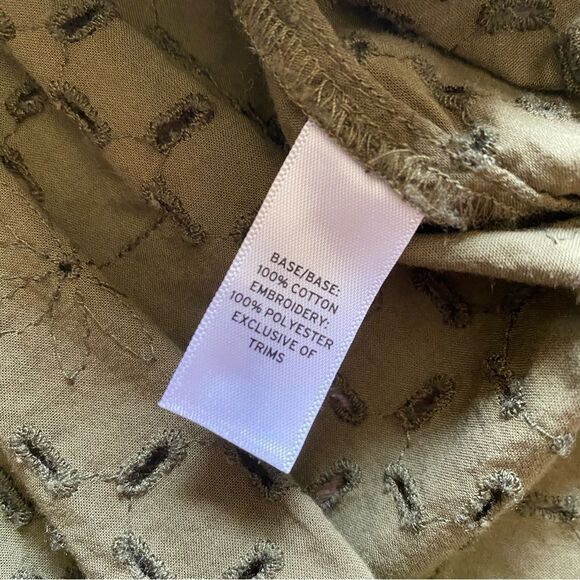 BASE/BASE:
100% COTTON
EMBROIDERY:
100% POLYESTER
EXCLUSIVE OF
TRIMS